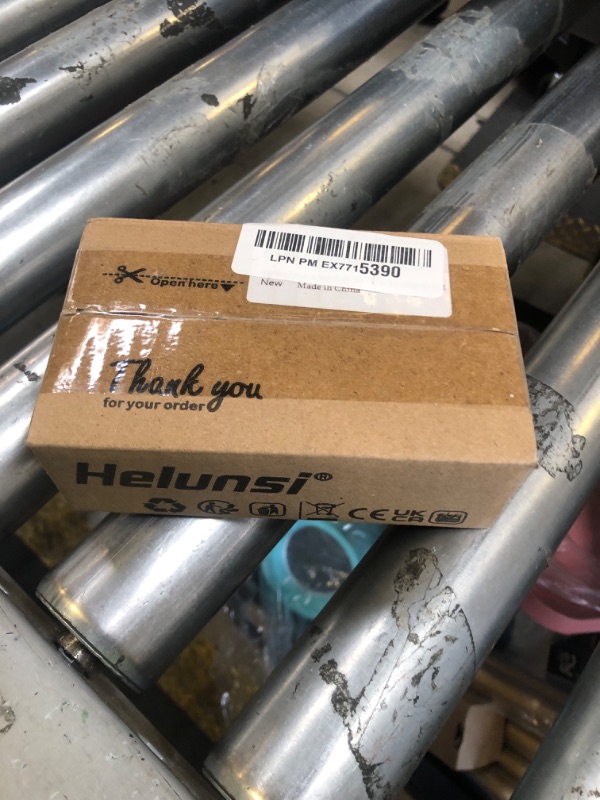 LPN PM EX7715390
Open here
New Made in China
Thank you
for your order
Helunsi®
CE UK CA